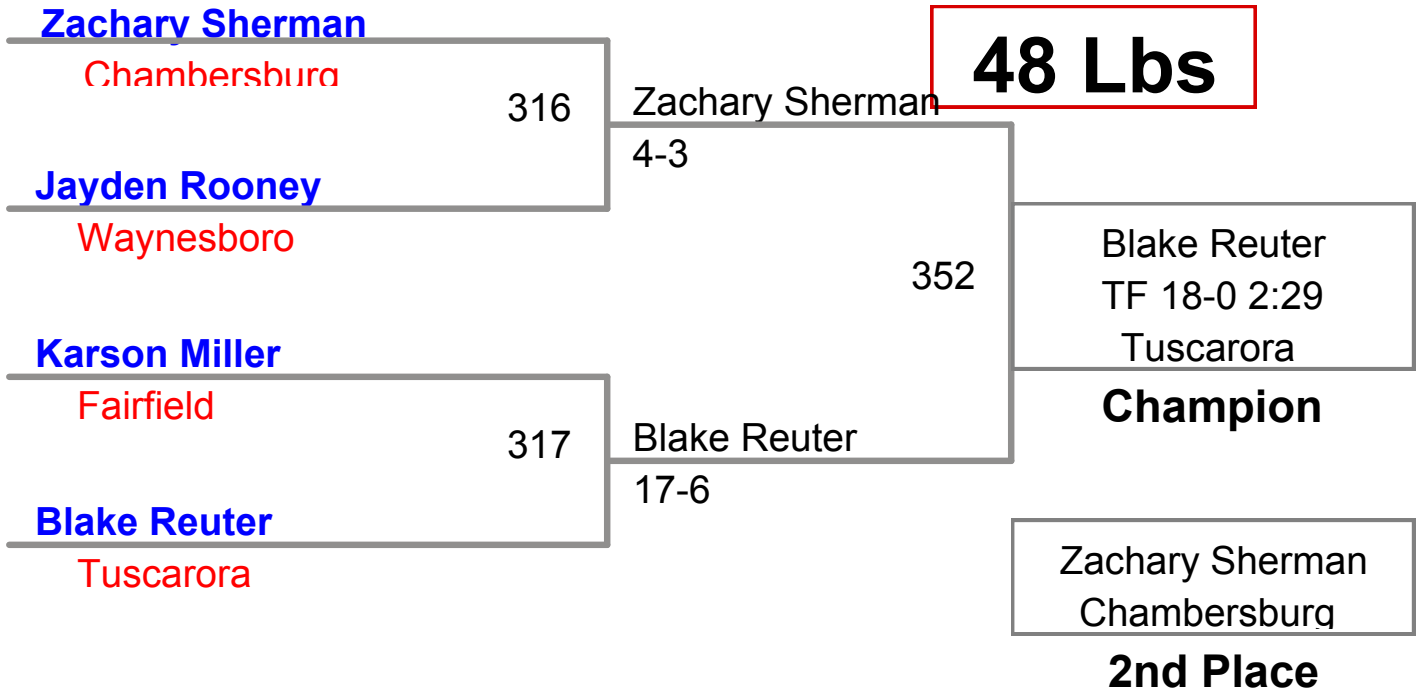 Zachary Sherman
Chambersburg
316
Zachary Sherman
4-3
48 Lbs
Jayden Rooney
Waynesboro
352
Blake Reuter
TF 18-0 2:29
Tuscarora
Champion
Karson Miller
Fairfield
317
Blake Reuter
17-6
Blake Reuter
Tuscarora
Zachary Sherman
Chambersburg
2nd Place